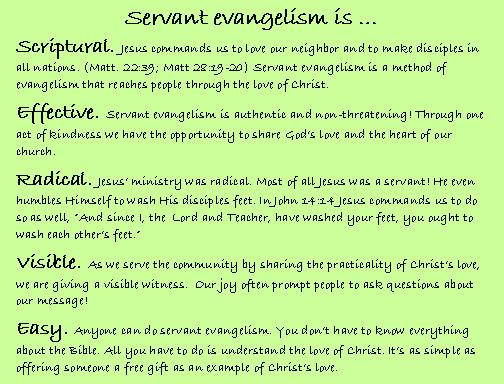 Servant evangelism is ...
Scriptural. Jesus commands us to love our neighbor and to make disciples in
all nations. (Matt. 22:39; Matt 28:19-20) Servant evangelism is a method of
evangelism that reaches people through the love of Christ.
Effective. Servant evangelism is authentic and non-threatening! Through one
act of kindness we have the opportunity to share God's love and the heart of our
church.
Radical. Jesus' ministry was radical. Most of all Jesus was a servant! He even
humbles Himself to wash His disciples feet. In John 14:14 Jesus commands us to do
so as well, "And since I, the Lord and Teacher, have washed your feet, you ought to
wash each other's feet."
Visible. As we serve the community by sharing the practicality of Christ's love,
we are giving a visible witness. Our joy often prompt people to ask questions about
our message!
Easy. Anyone can do servant evangelism. You don't have to know everything
about the Bible. All you have to do is understand the love of Christ. It's as simple as
offering someone a free gift as an example of Christ's love.